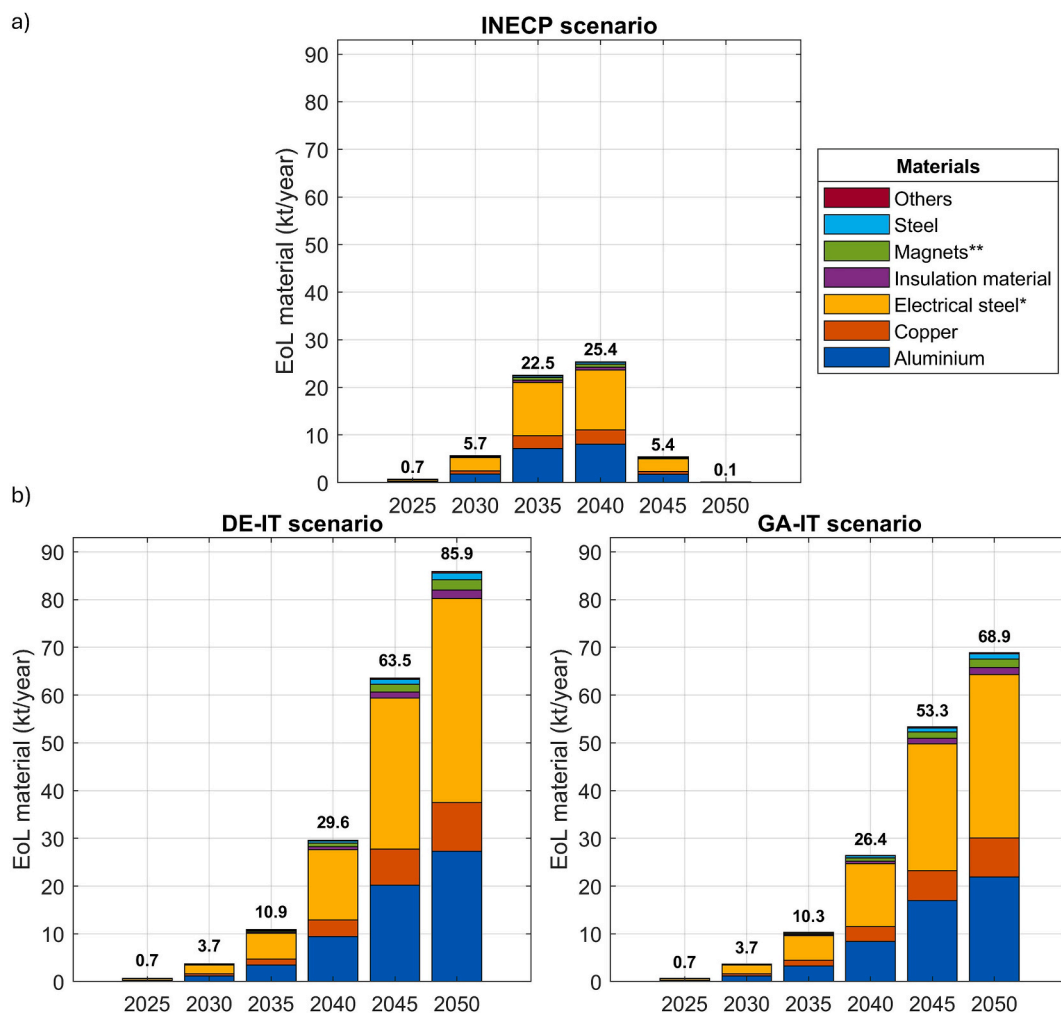 a)
INECP scenario
EoL material (kt/year)
90
80
70
60
50
40
30
20
10
0
0.7
5.7
22.5
25.4
5.4
0.1
2025 2030 2035 2040 2045 2050
Materials
Others
Steel
Magnets**
Insulation material
Electrical steel*
Copper
Aluminium
b)
DE-IT scenario
EoL material (kt/year)
90
80
70
60
50
40
30
20
10
0
0.7
3.7
10.9
29.6
63.5
85.9
2025 2030 2035 2040 2045 2050
GA-IT scenario
EoL material (kt/year)
90
80
70
60
50
40
30
20
10
0
0.7
3.7
10.3
26.4
53.3
68.9
2025 2030 2035 2040 2045 2050